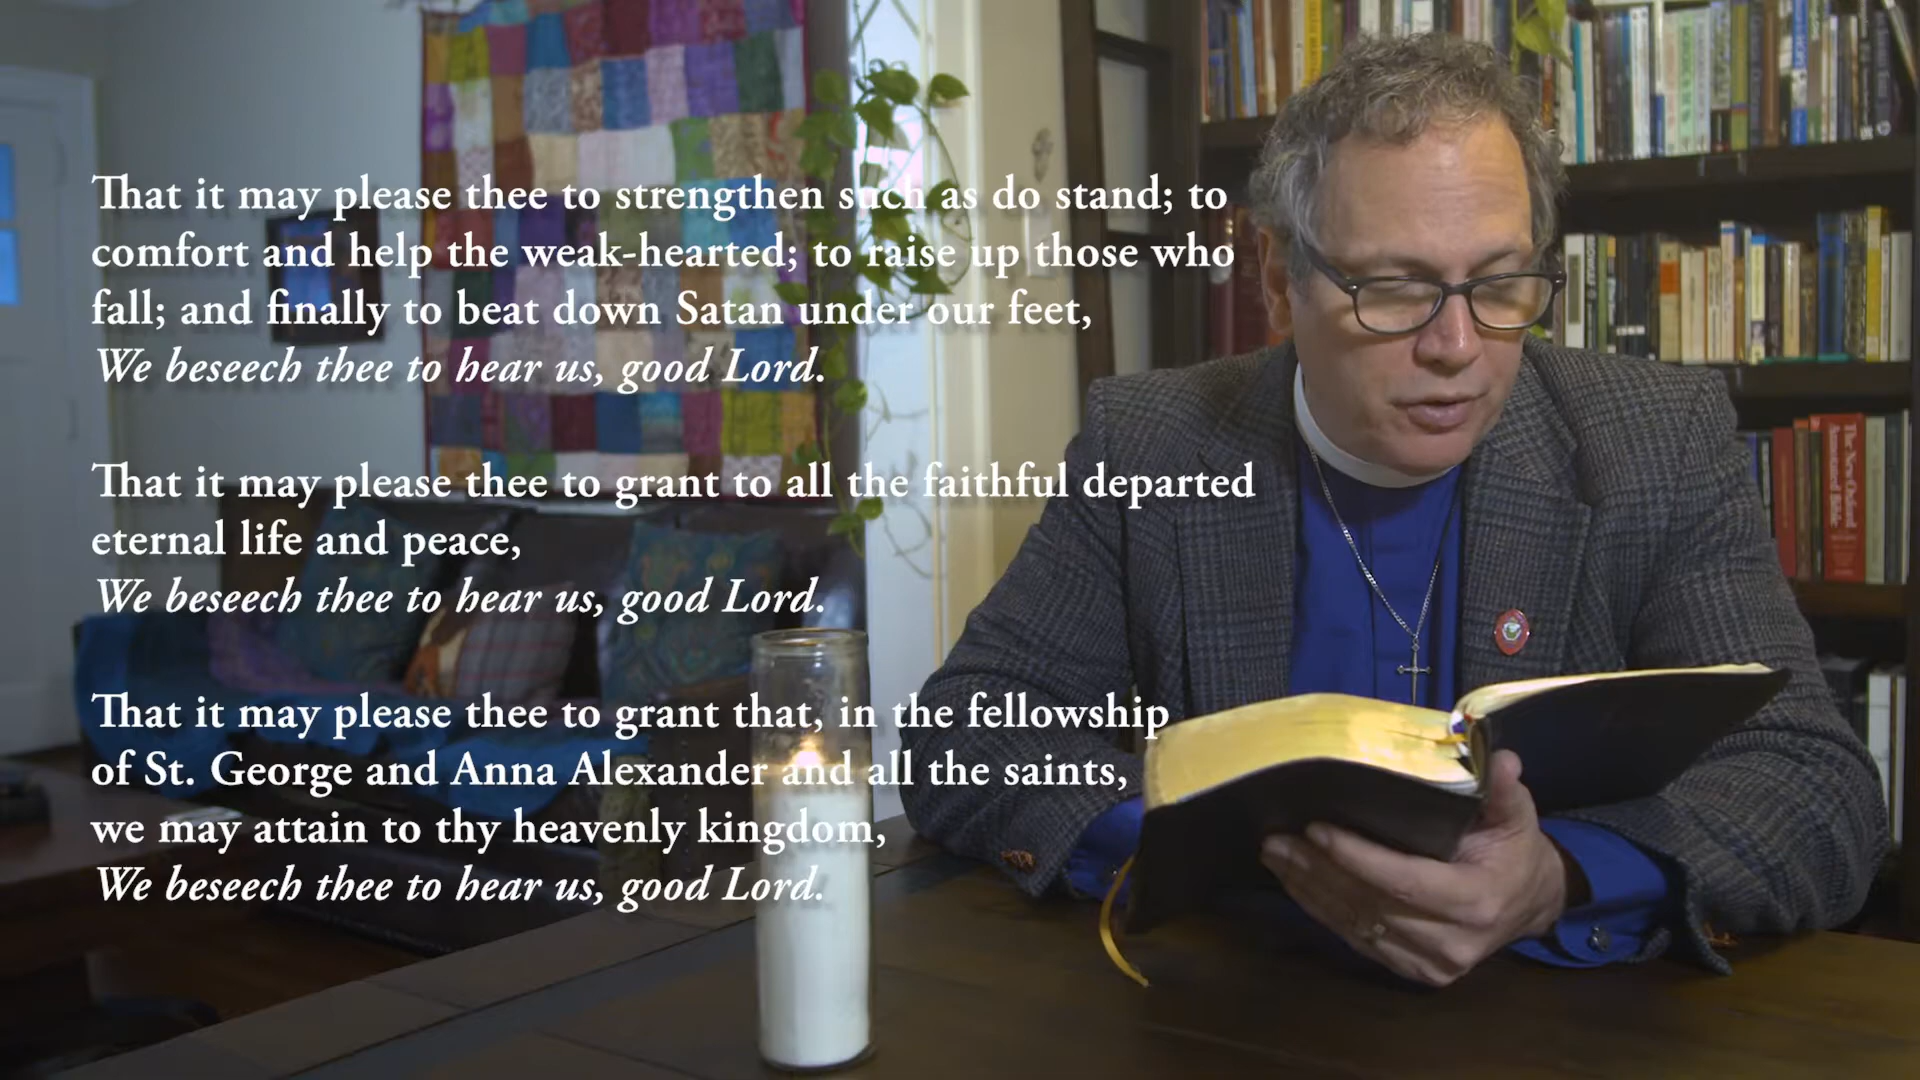 That it may please thee to strengthen such as do stand; to
comfort and help the weak-hearted; to raise up those who
fall; and finally to beat down Satan under our feet,
We beseech thee to hear us, good Lord.
That it may please thee to grant to all the faithful departed
eternal life and peace,
We beseech thee to hear us, good Lord.
That it may please thee to grant that, in the fellowship
of St. George and Anna Alexander and all the saints,
we may attain to thy heavenly kingdom,
We beseech thee to hear us, good Lord.
The New Oxford
Annotated Bible